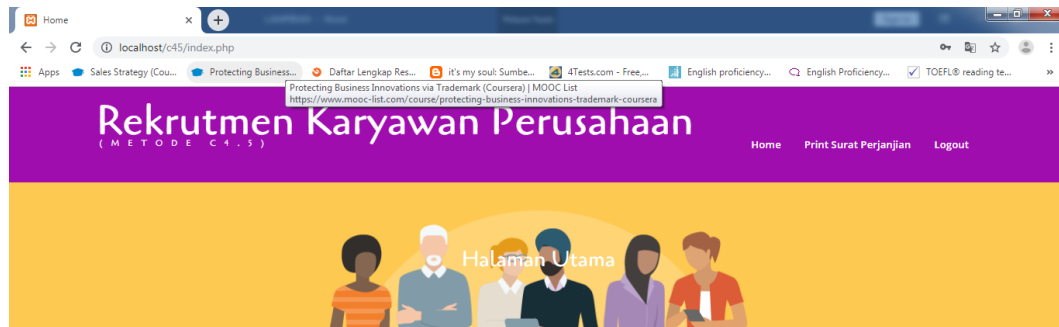 Home
localhost/c45/index.php
Apps Sales Strategy (Cou... Protecting Business... Daftar Lengkap Res... it's my soul: Sumbe... 4Tests.com - Free,... English proficiency... English Proficiency... TOEFL® reading te... »
Protecting Business Innovations via Trademark (Coursera) | MOOC List
https://www.mooc-list.com/course/protecting-business-innovations-trademark-coursera
Rekrutmen Karyawan Perusahaan
(METODE C4.5)
Home Print Surat Perjanjian Logout
Halaman Utama